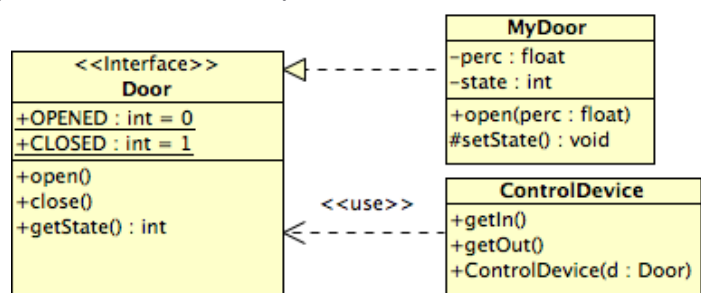 <<Interface>>
Door
+OPENED : int = 0
+CLOSED : int = 1
+open()
+close()
+getState() : int
MyDoor
-perc : float
-state : int
+open(perc : float)
#setState() : void
<<use>>
ControlDevice
+getIn()
+getOut()
+ControlDevice(d : Door)